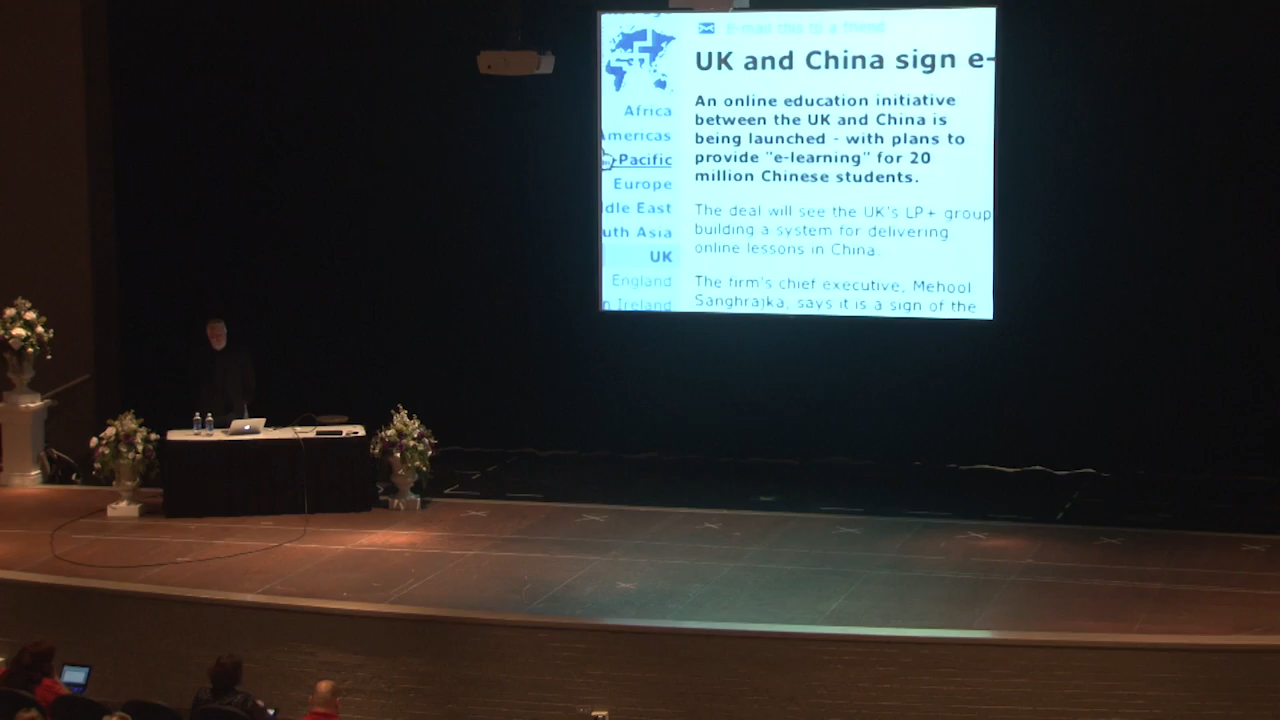 E-mail this to a friend
UK and China sign e-
An online education initiative
between the UK and China is
being launched - with plans to
provide "e-learning" for 20
million Chinese students.
The deal will see the UK's LP+ group
building a system for delivering
online lessons in China.
The firm's chief executive, Mehool
Sanghrajka, says it is a sign of the
Africa
mericas
-Pacific
Europe
dle East
uth Asia
UK
England
n Ireland